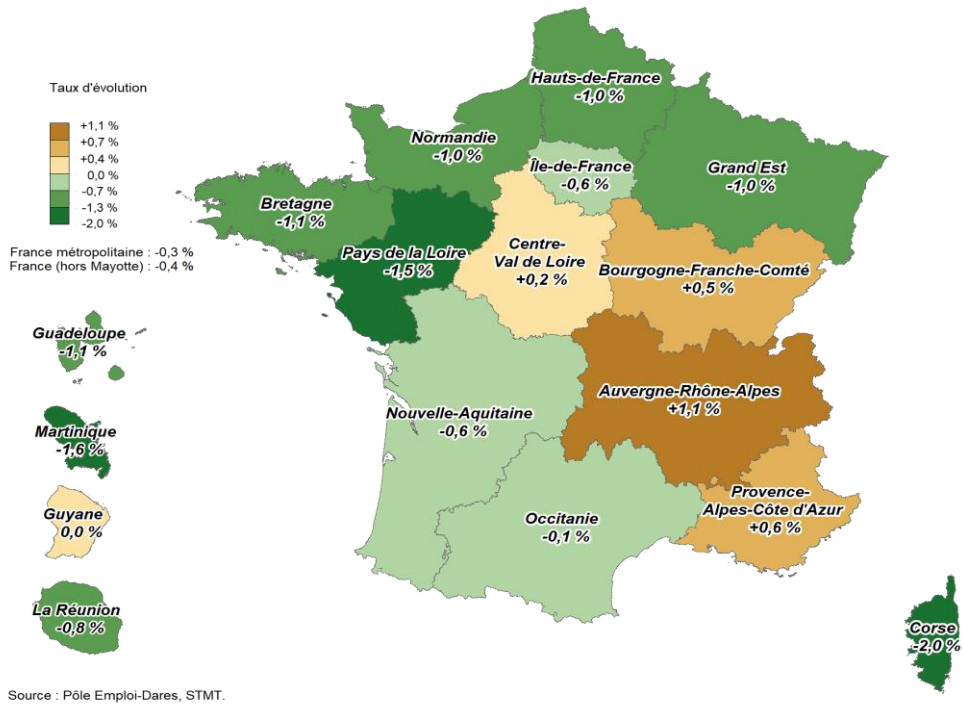 Taux d'évolution
+1,1 %
+0,7 %
+0,4 %
0,0 %
-0,7 %
-1,3 %
-2,0 %
France métropolitaine : -0,3 %
France (hors Mayotte) : -0,4 %
Hauts-de-France
-1,0 %
Normandie
-1,0 %
Île-de-France
-0,6 %
Grand Est
-1,0 %
Bretagne
-1,1 %
Pays de la Loire
-1,5 %
Centre-
Val de Loire
+0,2 %
Bourgogne-Franche-Comté
+0,5 %
Auvergne-Rhône-Alpes
+1,1 %
Nouvelle-Aquitaine
-0,6 %
Occitanie
-0,1 %
Provence-
Alpes-Côte d'Azur
+0,6 %
Corse
-2,0 %
Guadeloupe
-1,1 %
Martinique
-1,6 %
Guyane
0,0 %
La Réunion
-0,8 %
Source : Pôle Emploi-Dares, STMT.